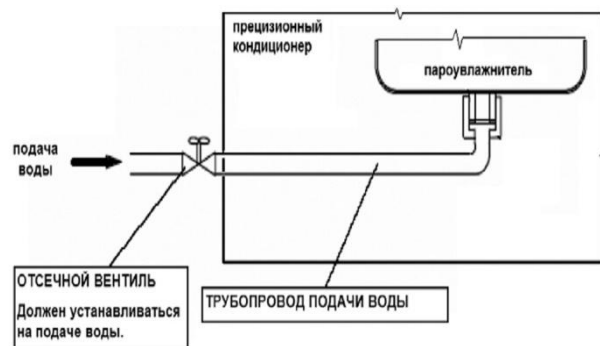 прецизионный
кондиционер
пароувлажнитель
подача
воды
ОТСЕЧНОЙ ВЕНТИЛЬ
Должен устанавливаться
на подаче воды.
ТРУБОПРОВОД ПОДАЧИ ВОДЫ